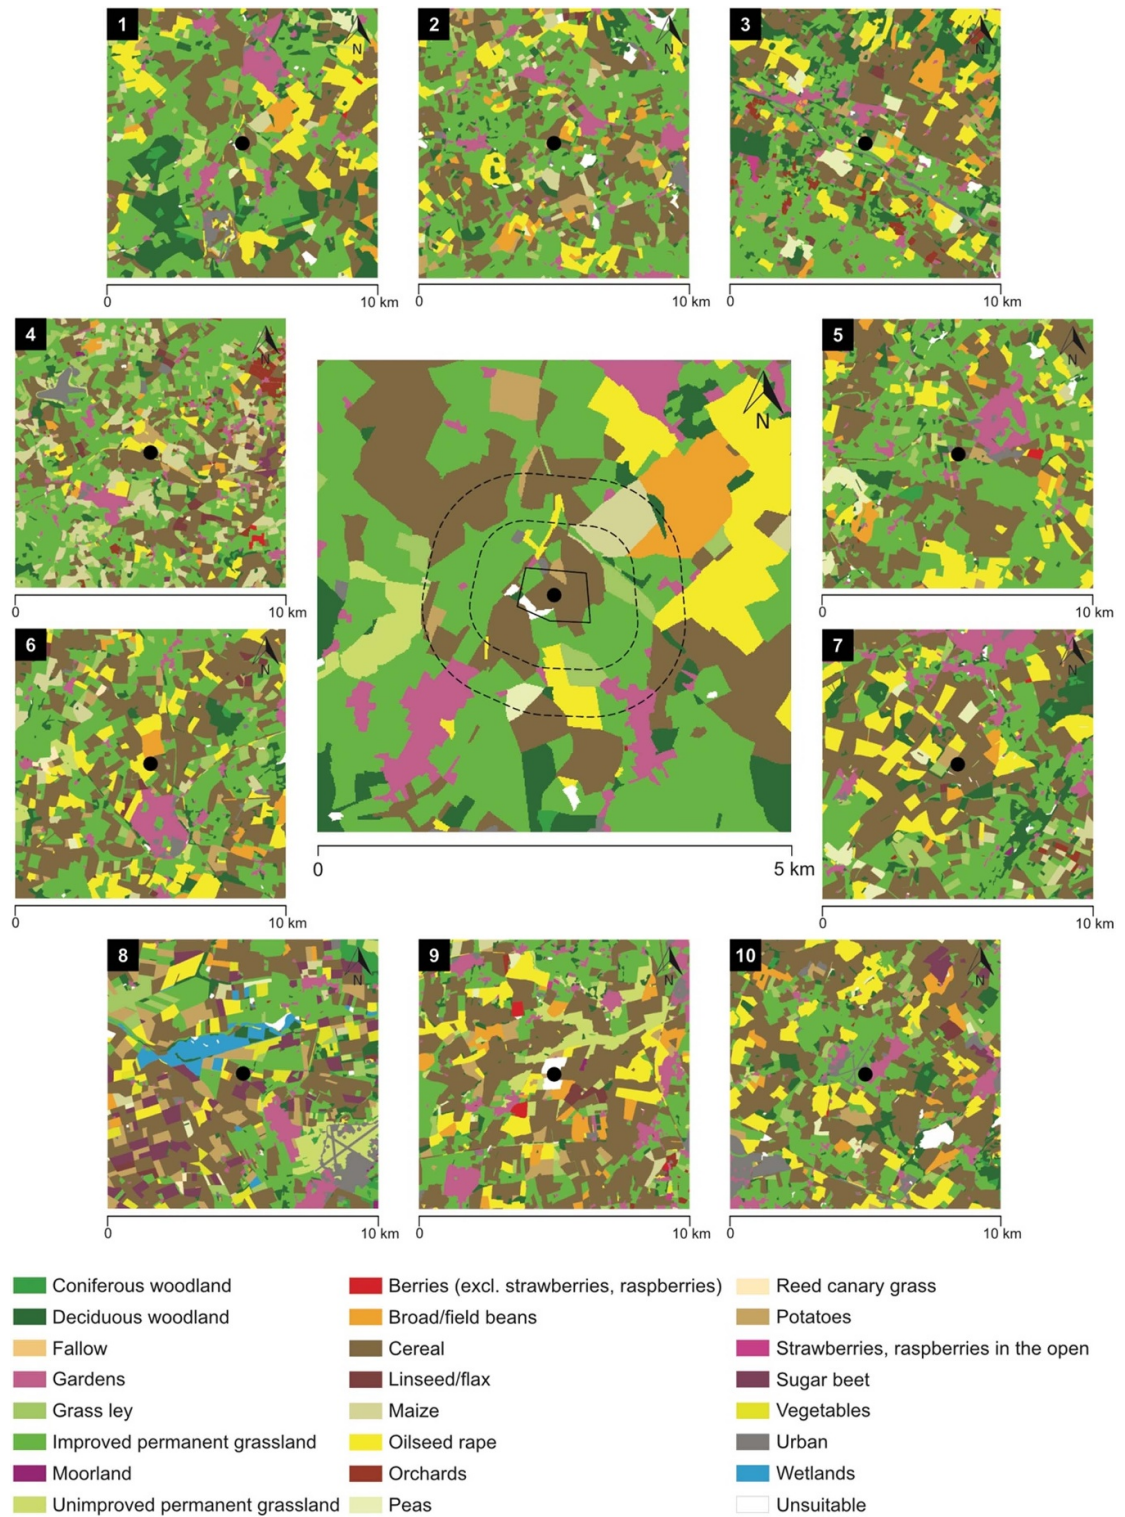 1
N
0
10 km
2
N
0
10 km
3
N
0
10 km
4
N
0
10 km
N
0
5 km
5
N
0
10 km
6
N
0
10 km
7
N
0
10 km
8
N
0
10 km
9
N
0
10 km
10
N
0
10 km
Coniferous woodland
Deciduous woodland
Fallow
Gardens
Grass ley
Improved permanent grassland
Moorland
Unimproved permanent grassland
Berries (excl. strawberries, raspberries)
Broad/field beans
Cereal
Linseed/flax
Maize
Oilseed rape
Orchards
Peas
Reed canary grass
Potatoes
Strawberries, raspberries in the open
Sugar beet
Vegetables
Urban
Wetlands
Unsuitable